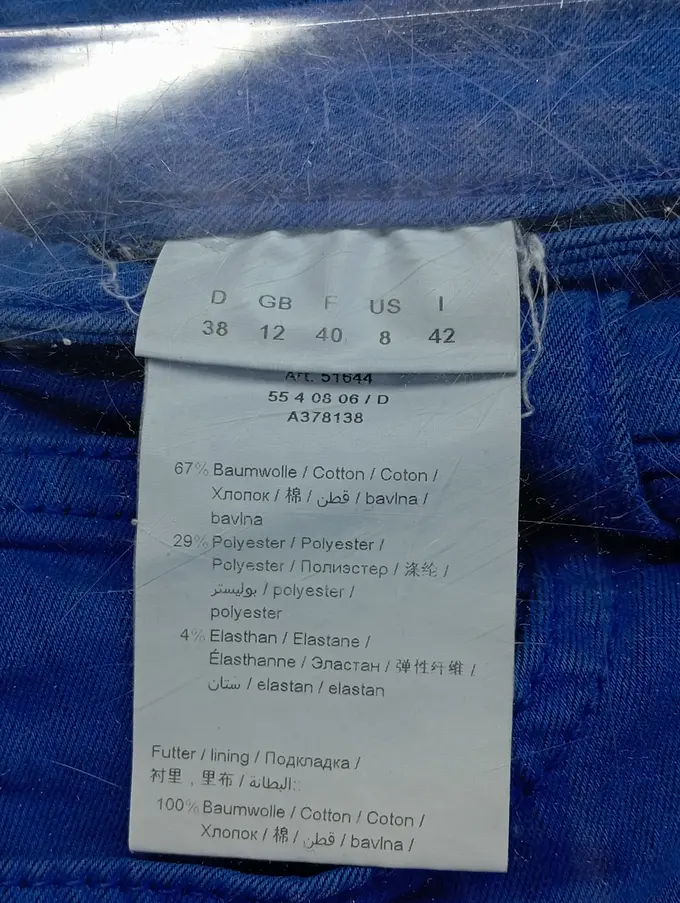 D GB F US I
38 12 40 8 42
Art. 51644
55 4 08 06 / D
A378138
67% Baumwolle / Cotton / Coton /
Хлопок / 棉 / قطن / bavlna /
bavlna
29% Polyester / Polyester /
Polyester / Полиэстер / 涤纶 /
بوليستر / polyester /
polyester
4% Elasthan / Elastane /
Élasthanne / Эластан / 弹性纤维 /
ستان / elastan / elastan
Futter / lining / Подкладка /
衬里，里布 / البطانة:
100% Baumwolle / Cotton / Coton /
Хлопок / 棉 / قطن / bavlna /